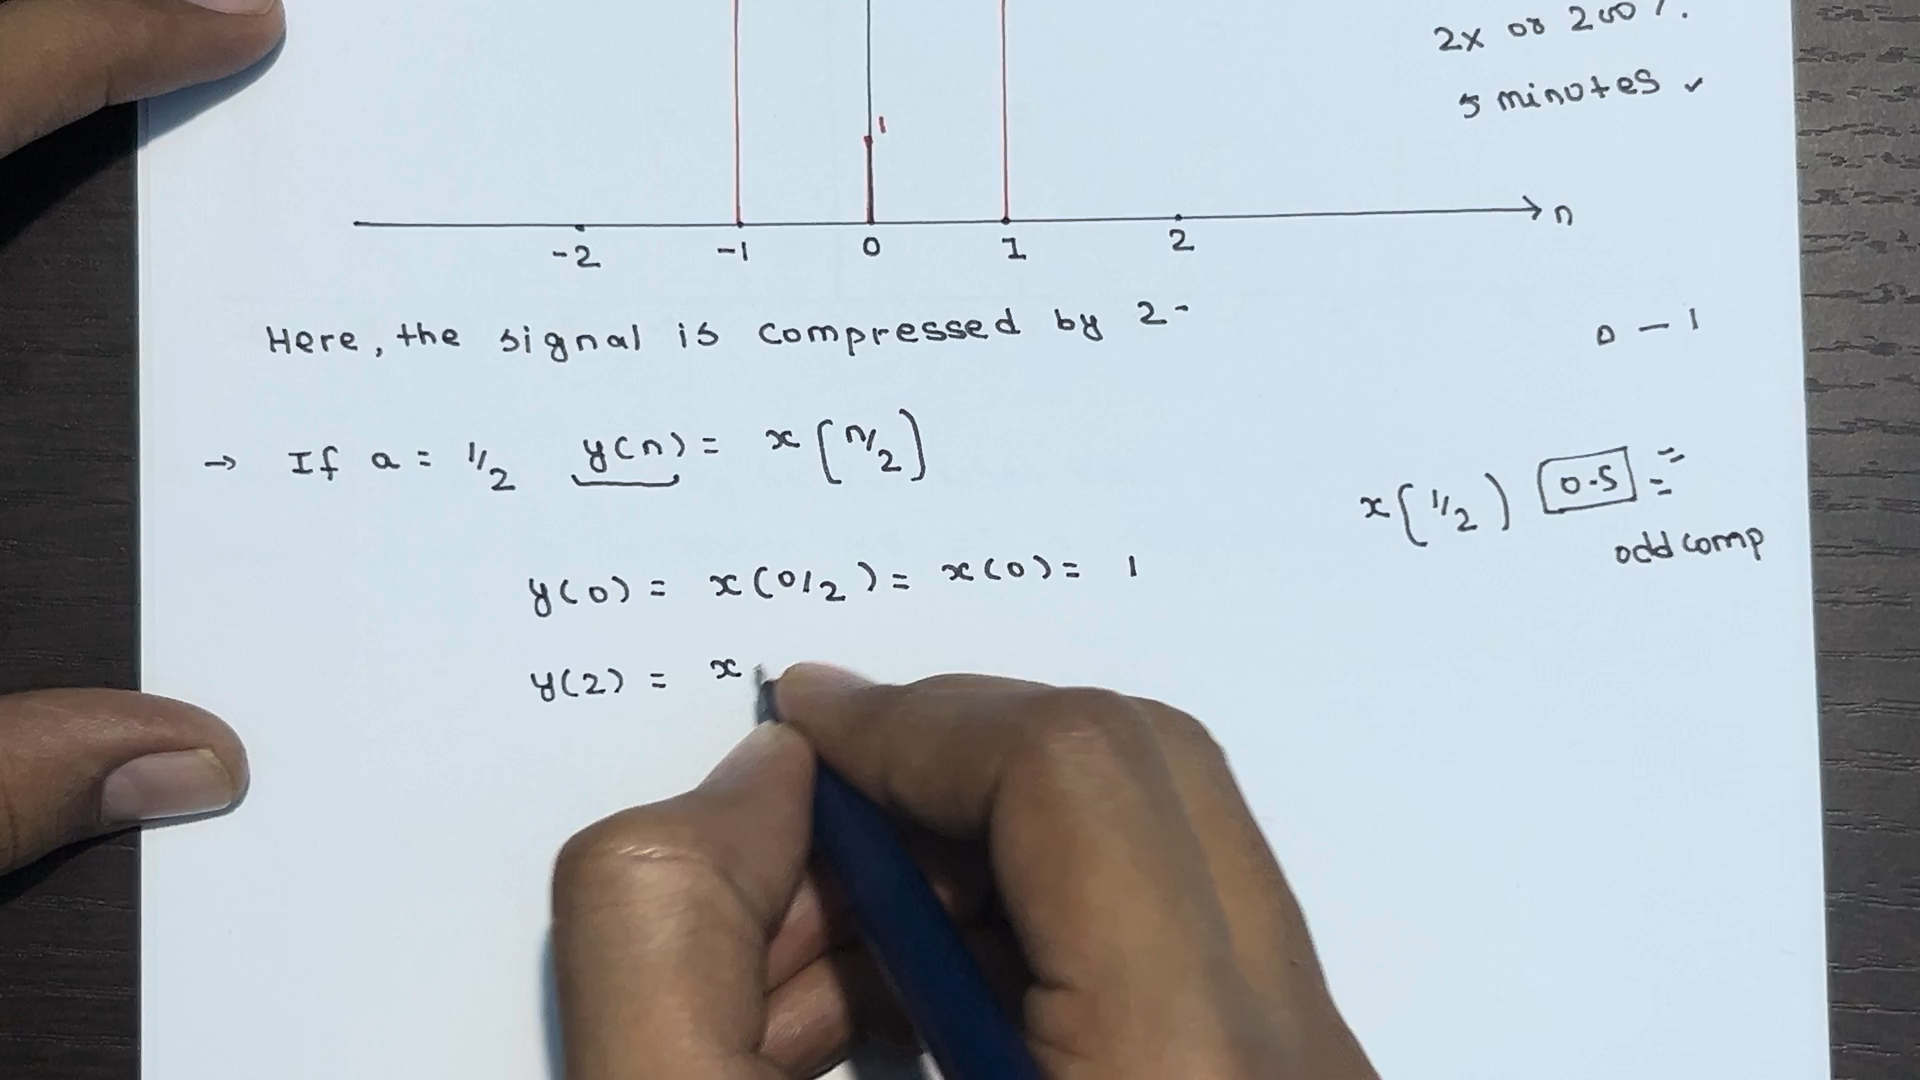 2x or 200%.
5 minutes ✓
1
n
-2 -1 0 1 2
Here, the signal is compressed by 2-
0 - 1
→ If a = 1/2 y(n) = x[n/2]
x(1/2) 0.5 =
odd comp
y(0) = x(0/2) = x(0) = 1
y(2) = x